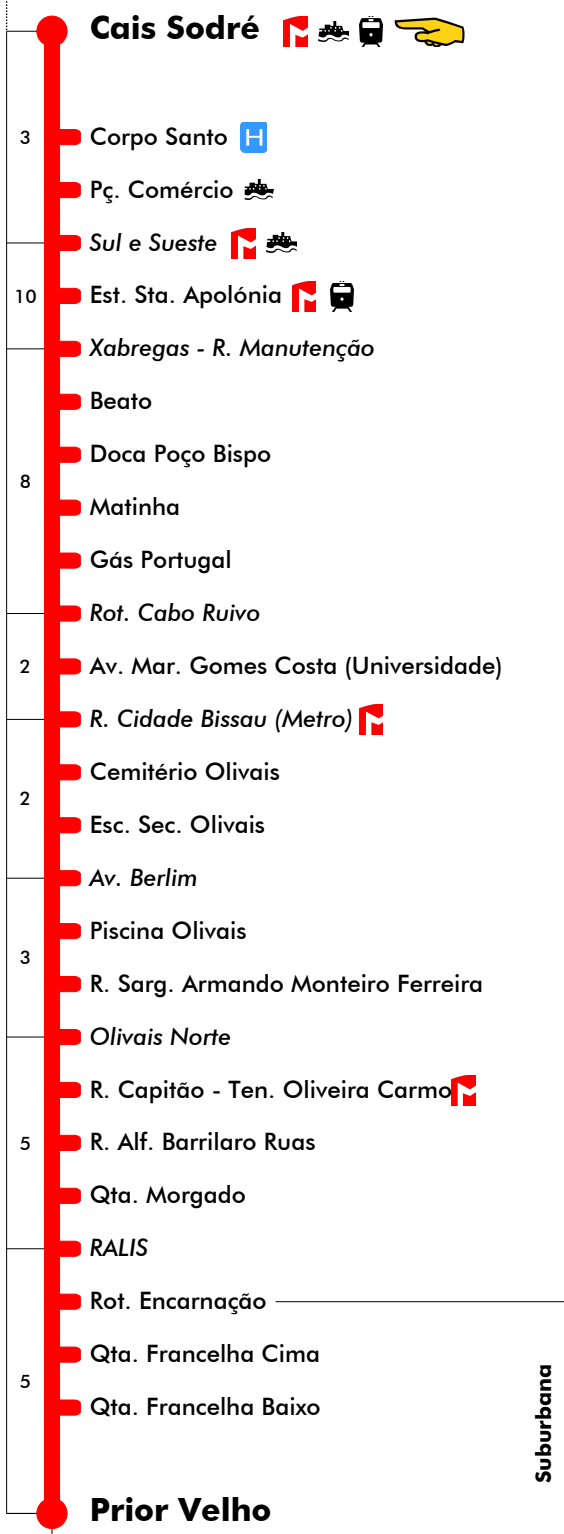 Cais Sodré
3
Corpo Santo H
Pç. Comércio
Sul e Sueste
10
Est. Sta. Apolónia
Xabregas - R. Manutenção
Beato
Doca Poço Bispo
8
Matinha
Gás Portugal
Rot. Cabo Ruivo
2
Av. Mar. Gomes Costa (Universidade)
R. Cidade Bissau (Metro)
Cemitério Olivais
2
Esc. Sec. Olivais
Av. Berlim
Piscina Olivais
3
R. Sarg. Armando Monteiro Ferreira
Olivais Norte
R. Capitão - Ten. Oliveira Carmo
5
R. Alf. Barrilaro Ruas
Qta. Morgado
RALIS
Rot. Encarnação
Qta. Francelha Cima
5
Qta. Francelha Baixo
Suburbana
Prior Velho